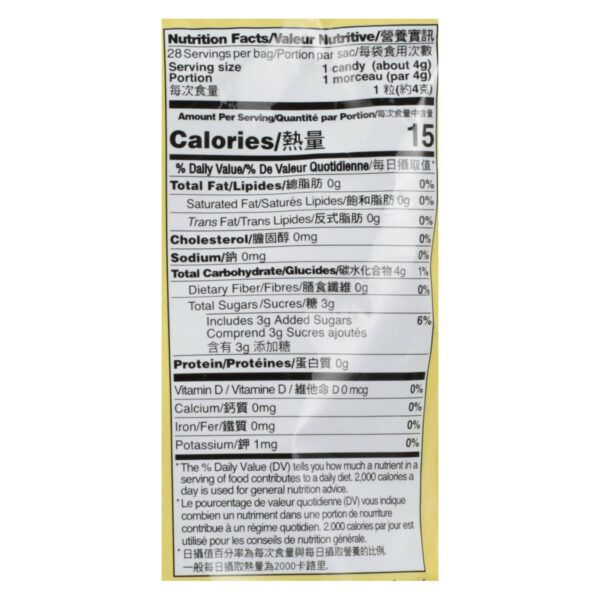 Nutrition Facts/Valeur Nutritive/營養資訊
28 Servings per bag/Portion par sac/每袋食用次數
Serving size 1 candy (about 4g)
Portion 1 morceau (par 4g)
每次食量 1 粒(約4克)
Amount Per Serving/Quantité par Portion/每次食量中含量
Calories/熱量 15
% Daily Value/% De Valeur Quotidienne/每日攝取值*
Total Fat/Lipides/總脂肪 0g 0%
Saturated Fat/Saturés Lipides/飽和脂肪 0g 0%
Trans Fat/Trans Lipides/反式脂肪 0g 0%
Cholesterol/膽固醇 0mg 0%
Sodium/鈉 0mg 0%
Total Carbohydrate/Glucides/碳水化合物 4g 1%
Dietary Fiber/Fibres/膳食纖維 0g 0%
Total Sugars/Sucres/糖 3g
Includes 3g Added Sugars 6%
Comprend 3g Sucres ajoutés
含有 3g 添加糖
Protein/Protéines/蛋白質 0g
Vitamin D / Vitamine D / 維他命 D 0 mcg 0%
Calcium/鈣質 0mg 0%
Iron/Fer/鐵質 0mg 0%
Potassium/鉀 1mg 0%
*The % Daily Value (DV) tells you how much a nutrient in a
serving of food contributes to a daily diet. 2,000 calories a
day is used for general nutrition advice.
*Le pourcentage de valeur quotidienne (DV) vous indique
combien un nutriment dans une portion de nourriture
contribue à un régime quotidien. 2.000 calories par jour est
utilisé pour les conseils de nutrition générale.
*日攝值百分率為每次食量與每日攝取營養的比例.
一般每日攝取熱量為2000卡路里.